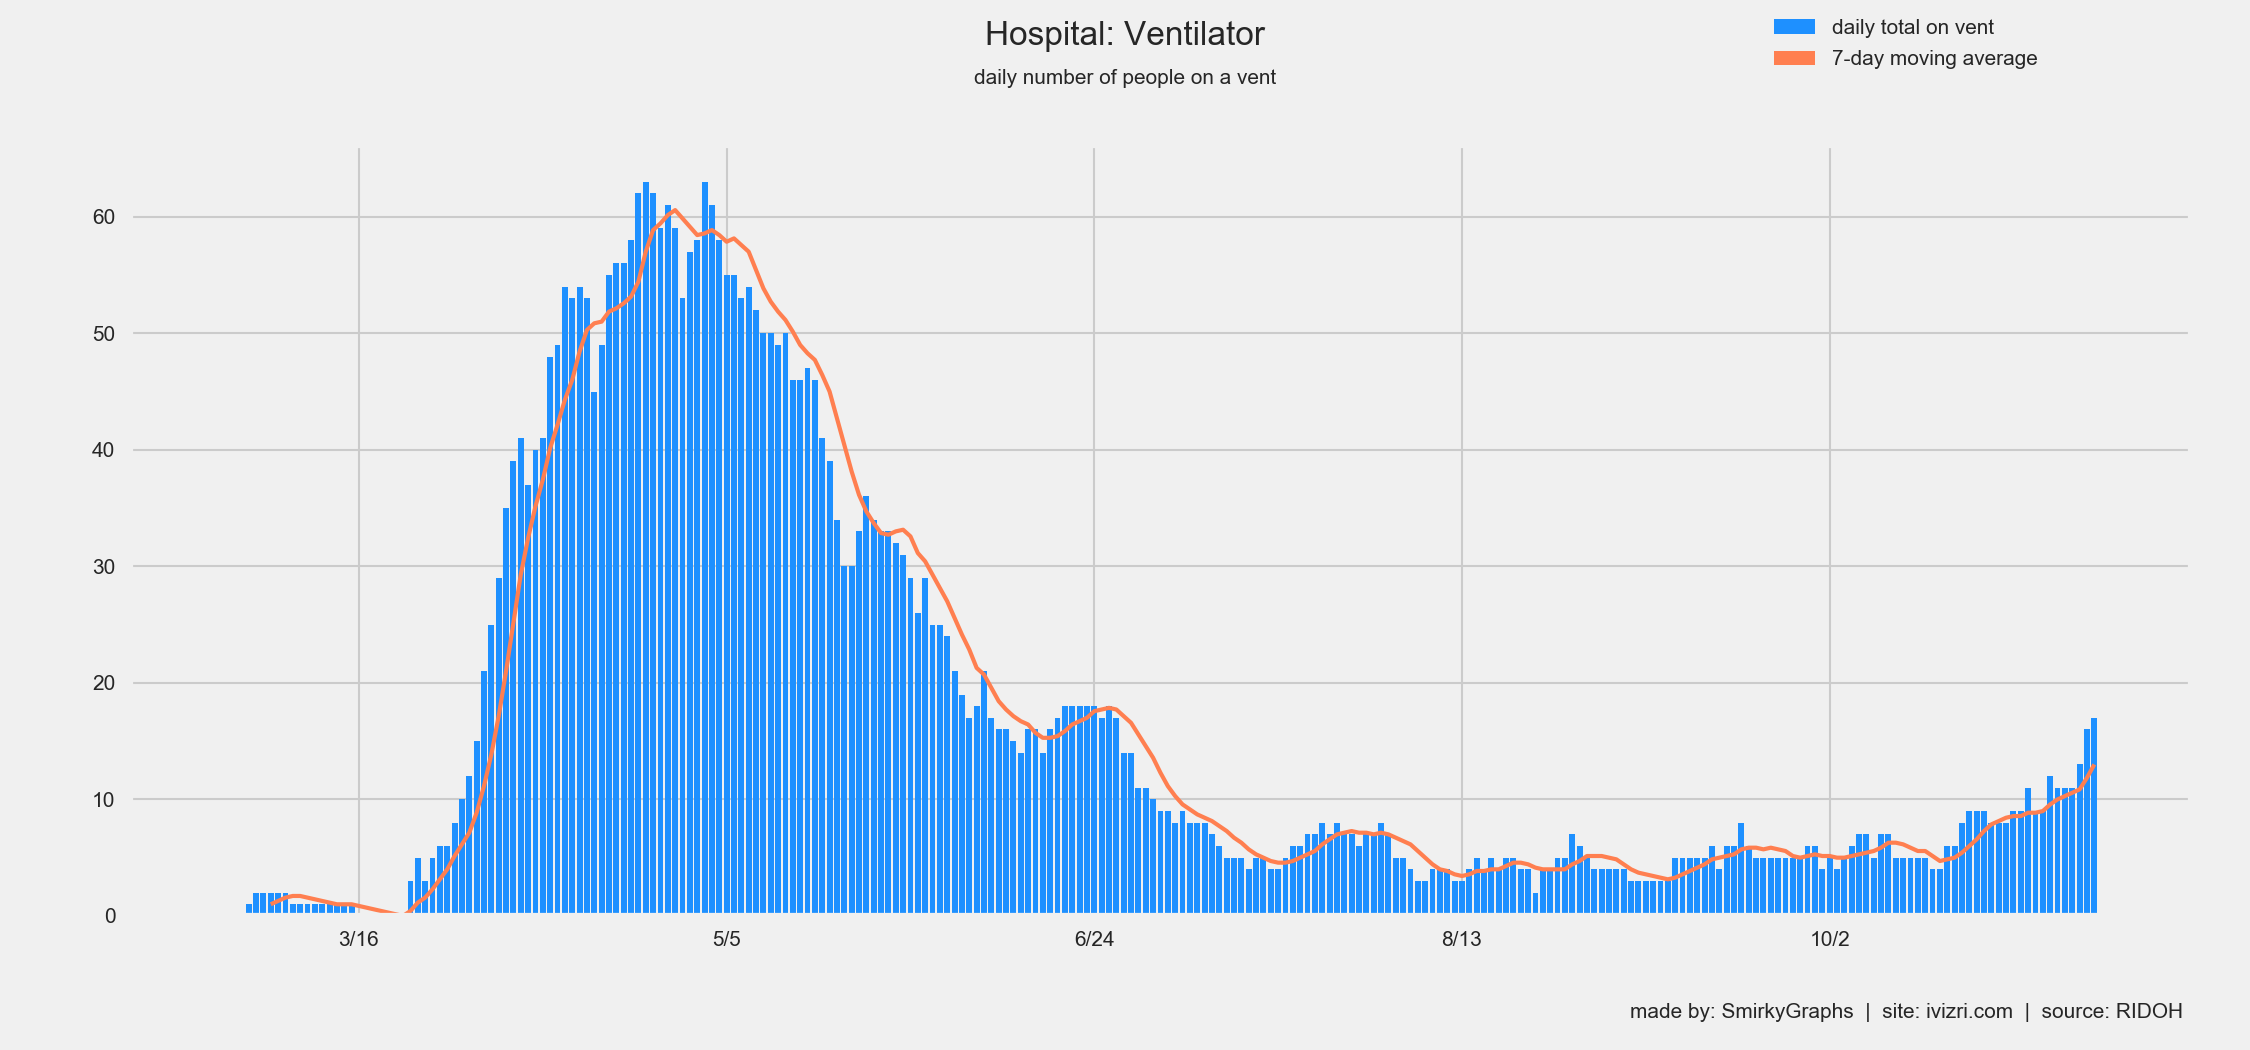 Hospital: Ventilator
daily number of people on a vent
daily total on vent
7-day moving average
60
50
40
30
20
10
0
3/16
5/5
6/24
8/13
10/2
made by: SmirkyGraphs | site: ivizri.com | source: RIDOH